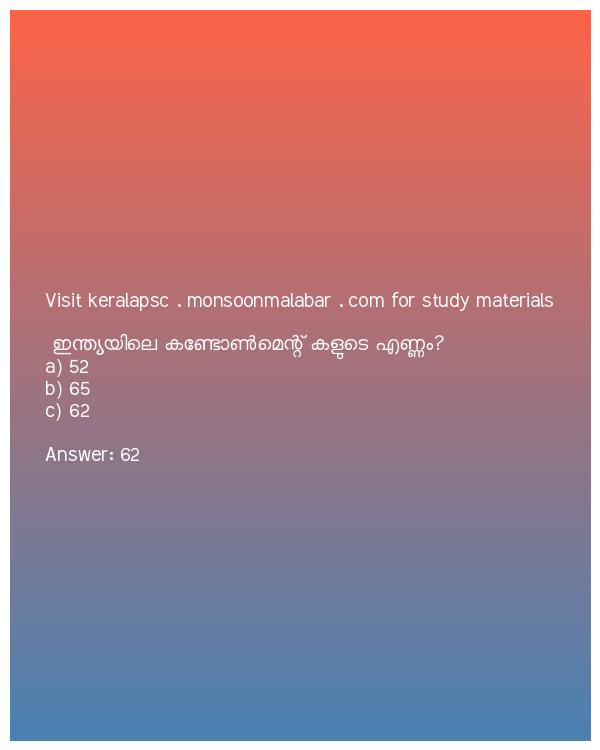 Visit keralapsc . monsoonmalabar . com for study materials
ഇന്ത്യയിലെ കണ്ടോൺമെന്റ് കളുടെ എണ്ണം?
a) 52
b) 65
c) 62
Answer: 62